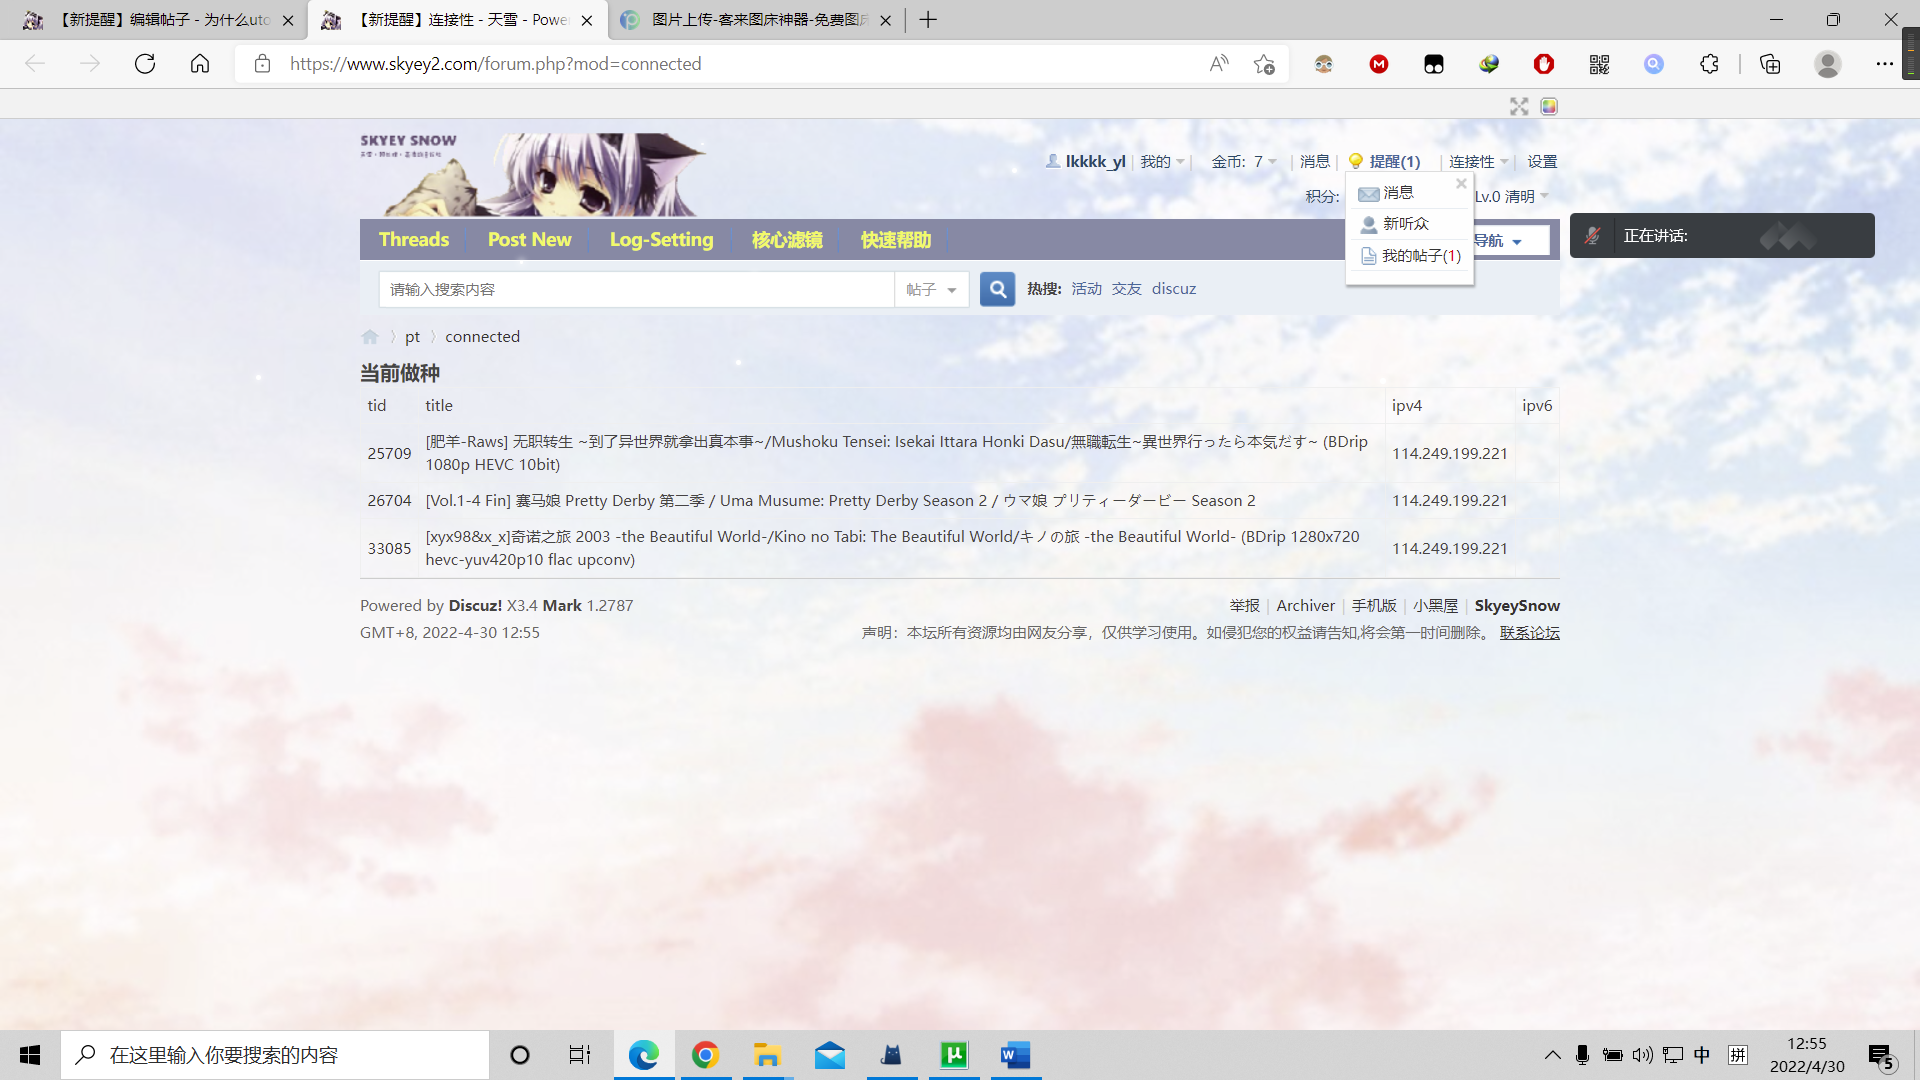 【新提醒】编辑帖子 - 为什么uto
【新提醒】连接性 - 天雪 - Powe
图片上传-客来图床神器-免费图床
https://www.skyey2.com/forum.php?mod=connected
SKYEY SNOW
lkkkk_yl | 我的 | 金币: 7 | 消息 | 提醒(1) | 连接性 | 设置
积分:
Lv.0 清明
消息
新听众
我的帖子(1)
Threads Post New Log-Setting 核心滤镜 快速帮助
导航
正在讲话:
请输入搜索内容 帖子 热搜: 活动 交友 discuz
pt 〉 connected
当前做种
tid title ipv4 ipv6
25709 [肥羊-Raws] 无职转生 ~到了异世界就拿出真本事~/Mushoku Tensei: Isekai Ittara Honki Dasu/無職転生~異世界行ったら本気だす~ (BDrip 1080p HEVC 10bit) 114.249.199.221
26704 [Vol.1-4 Fin] 赛马娘 Pretty Derby 第二季 / Uma Musume: Pretty Derby Season 2 / ウマ娘 プリティーダービー Season 2 114.249.199.221
33085 [xyx98&x_x]奇诺之旅 2003 -the Beautiful World-/Kino no Tabi: The Beautiful World/キノの旅 -the Beautiful World- (BDrip 1280x720 hevc-yuv420p10 flac upconv) 114.249.199.221
Powered by Discuz! X3.4 Mark 1.2787
举报 | Archiver | 手机版 | 小黑屋 | SkyeySnow
GMT+8, 2022-4-30 12:55
声明：本坛所有资源均由网友分享，仅供学习使用。如侵犯您的权益请告知,将会第一时间删除。 联系论坛
在这里输入你要搜索的内容
中 拼
12:55
2022/4/30
5